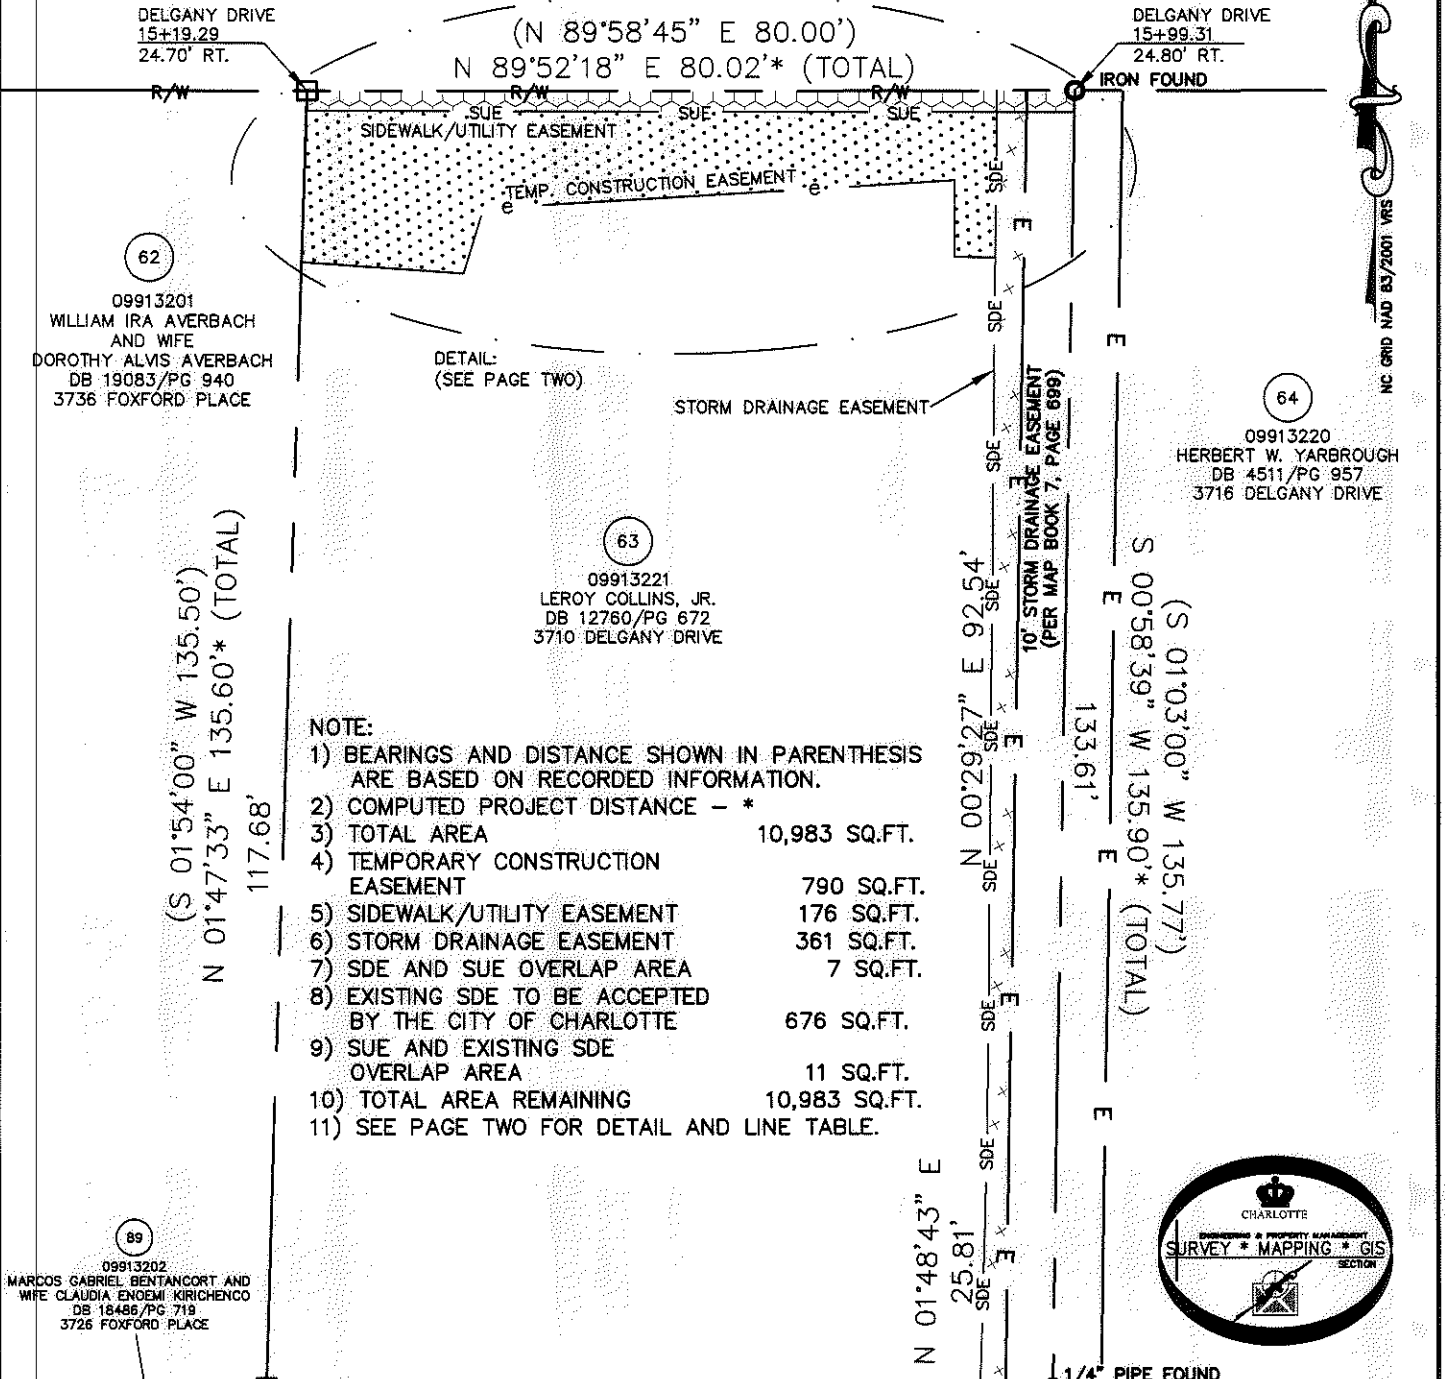 DELGANY DRIVE
15+19.29
24.70' RT.
(N 89°58'45" E 80.00')
N 89°52'18" E 80.02'* (TOTAL)
DELGANY DRIVE
15+99.31
24.80' RT.
IRON FOUND
R/W
R/W
R/W
SUE
SUE
SUE
SIDEWALK/UTILITY EASEMENT
TEMP. CONSTRUCTION EASEMENT
e
e
NC GRID NAD 83/2001 VRS
62
09913201
WILLIAM IRA AVERBACH
AND WIFE
DOROTHY ALVIS AVERBACH
DB 19083/PG 940
3736 FOXFORD PLACE
DETAIL:
(SEE PAGE TWO)
STORM DRAINAGE EASEMENT
10' STORM DRAINAGE EASEMENT
(PER MAP BOOK 7, PAGE 699)
64
09913220
HERBERT W. YARBROUGH
DB 4511/PG 957
3716 DELGANY DRIVE
63
09913221
LEROY COLLINS, JR.
DB 12760/PG 672
3710 DELGANY DRIVE
(S 01°54'00" W 135.50')
N 01°47'33" E 135.60'* (TOTAL)
117.68'
N 00°29'27" E 92.54'
133.61'
S 00°58'39" W 135.90'* (TOTAL)
(S 01°03'00" W 135.77')
SDE
SDE
SDE
SDE
SDE
SDE
SDE
SDE
SDE
E
E
E
E
E
E
E
E
E
E
NOTE:
1) BEARINGS AND DISTANCE SHOWN IN PARENTHESIS
ARE BASED ON RECORDED INFORMATION.
2) COMPUTED PROJECT DISTANCE – *
3) TOTAL AREA 10,983 SQ.FT.
4) TEMPORARY CONSTRUCTION
EASEMENT 790 SQ.FT.
5) SIDEWALK/UTILITY EASEMENT 176 SQ.FT.
6) STORM DRAINAGE EASEMENT 361 SQ.FT.
7) SDE AND SUE OVERLAP AREA 7 SQ.FT.
8) EXISTING SDE TO BE ACCEPTED
BY THE CITY OF CHARLOTTE 676 SQ.FT.
9) SUE AND EXISTING SDE
OVERLAP AREA 11 SQ.FT.
10) TOTAL AREA REMAINING 10,983 SQ.FT.
11) SEE PAGE TWO FOR DETAIL AND LINE TABLE.
N 01°48'43" E
25.81'
89
09913202
MARCOS GABRIEL BENTANCORT AND
WIFE CLAUDIA ENOEMI KIRICHENCO
DB 18486/PG 719
3726 FOXFORD PLACE
CHARLOTTE
ENGINEERING & PROPERTY MANAGEMENT
SURVEY * MAPPING * GIS
SECTION
1/4" PIPE FOUND